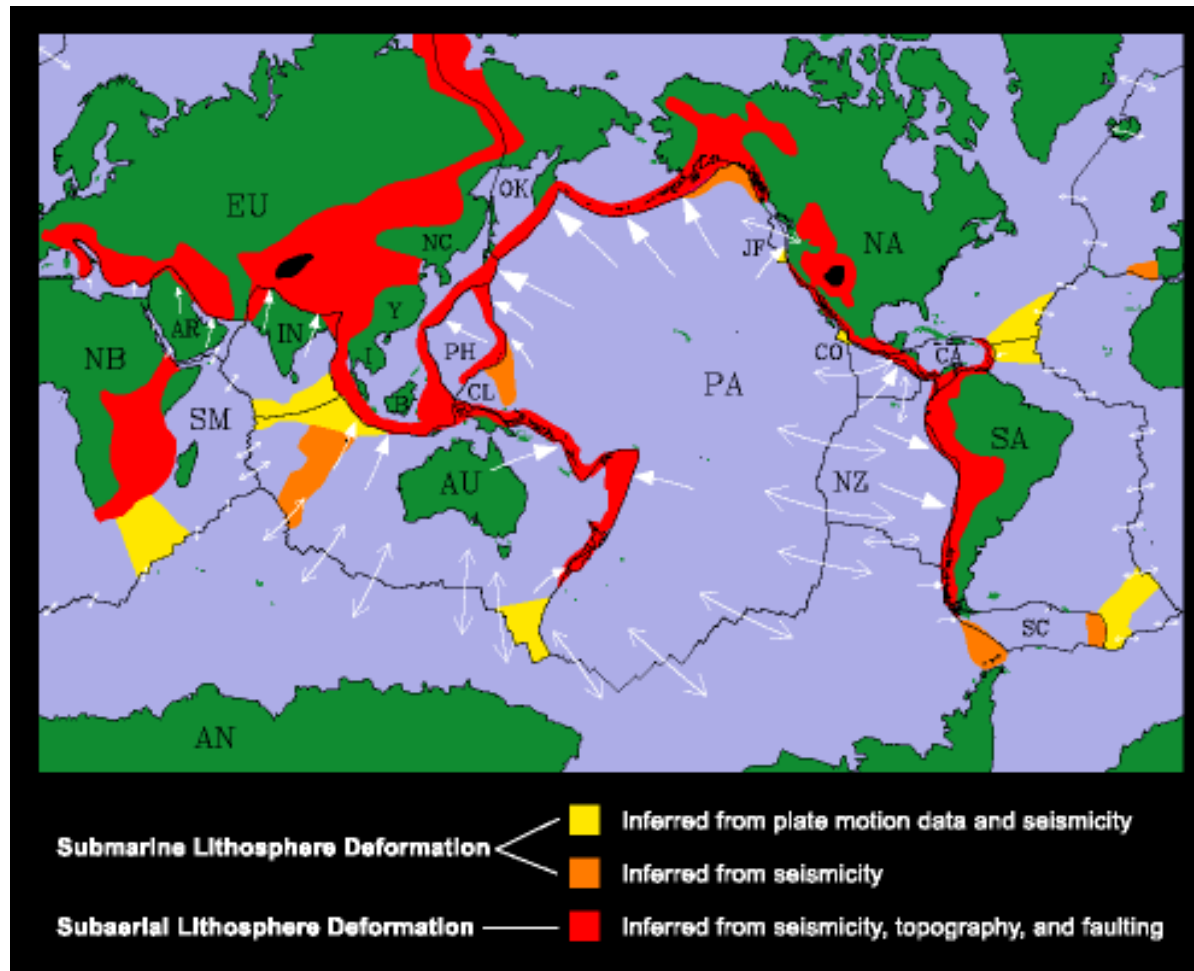 OK
EU
NA
NC
JF
AR
IN
Y
NB
PH
I
CO
CA
CL
PA
B
SM
SA
AU
NZ
SC
AN
Inferred from plate motion data and seismicity
Submarine Lithosphere Deformation
Inferred from seismicity
Subaerial Lithosphere Deformation
Inferred from seismicity, topography, and faulting